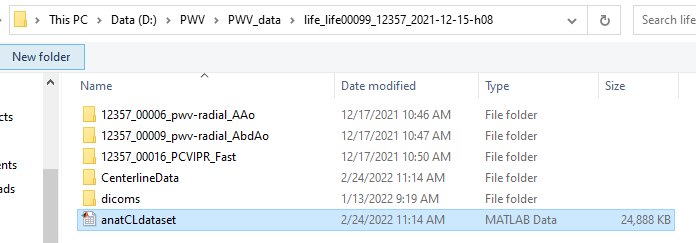 This PC > Data (D:) > PWV > PWV_data > life_life00099_12357_2021-12-15-h08
Search life
New folder
Name Date modified Type Size
12357_00006_pwv-radial_AAo 12/17/2021 10:46 AM File folder
cts
12357_00009_pwv-radial_AbdAo 12/17/2021 10:47 AM File folder
12357_00016_PCVIPR_Fast 12/17/2021 10:50 AM File folder
ents
CenterlineData 2/24/2022 11:14 AM File folder
ads
dicoms 1/13/2022 9:19 AM File folder
anatCLdataset 2/24/2022 11:14 AM MATLAB Data 24,888 KB